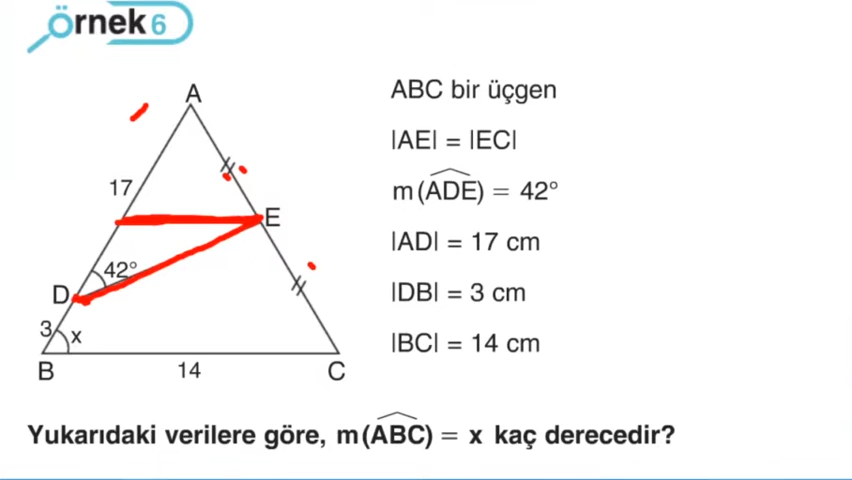 örnek 6
ABC bir üçgen
A
|AE| = |EC|
17
m(ADE) = 42°
E
|AD| = 17 cm
42°
D
|DB| = 3 cm
3
x
|BC| = 14 cm
B
14
C
Yukarıdaki verilere göre, m(ABC) = x kaç derecedir?